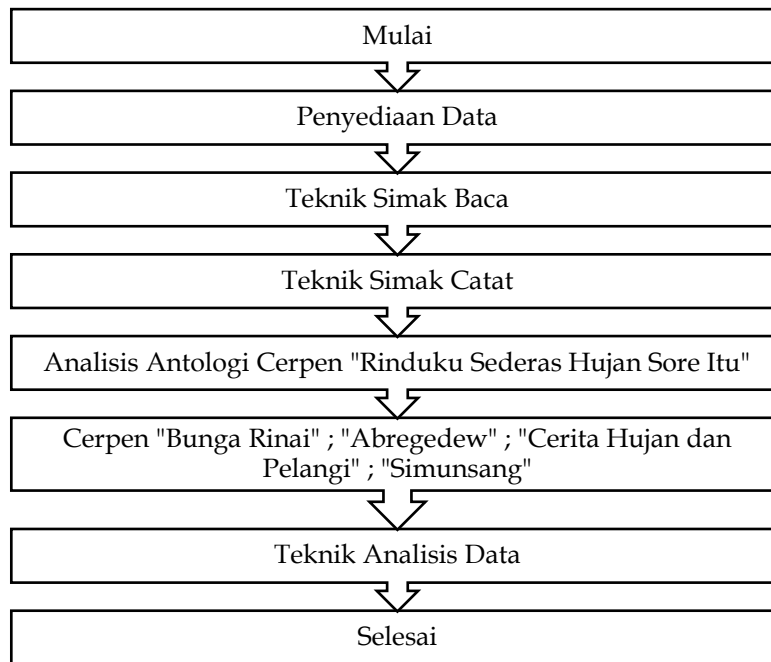 Mulai
Penyediaan Data
Teknik Simak Baca
Teknik Simak Catat
Analisis Antologi Cerpen "Rinduku Sederas Hujan Sore Itu"
Cerpen "Bunga Rinai" ; "Abregedew" ; "Cerita Hujan dan
Pelangi" ; "Simunsang"
Teknik Analisis Data
Selesai